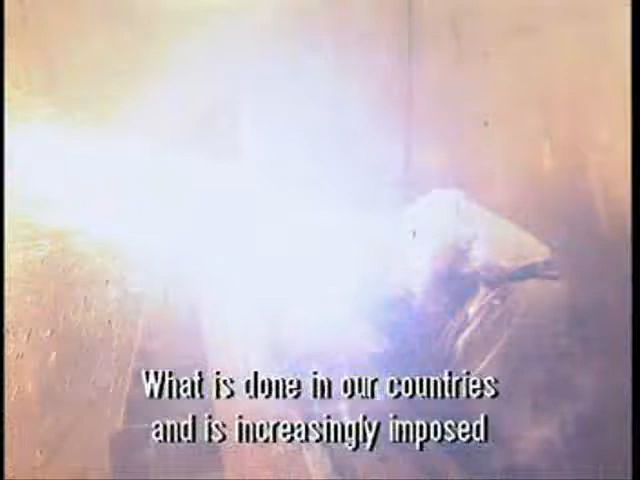 What is done in our countries
and is increasingly imposed